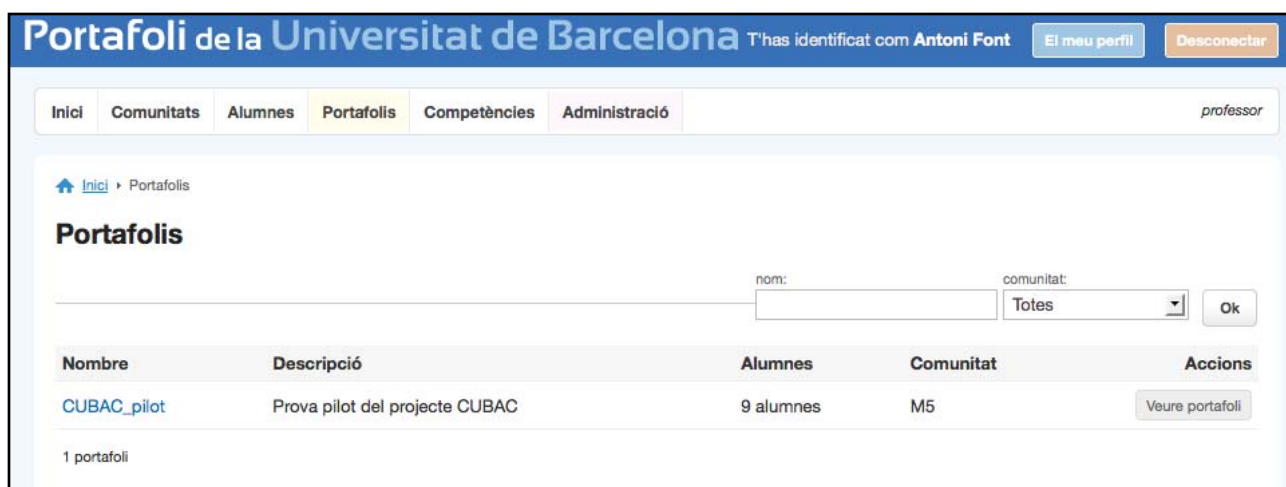 Portafoli de la Universitat de Barcelona T'has identificat com Antoni Font El meu perfil Desconectar
Inici Comunitats Alumnes Portafolis Competències Administració professor
Inici Portafolis
Portafolis
nom: comunitat:
Totes Ok
Nombre Descripció Alumnes Comunitat Accions
CUBAC_pilot Prova pilot del projecte CUBAC 9 alumnes M5 Veure portafoli
1 portafoli